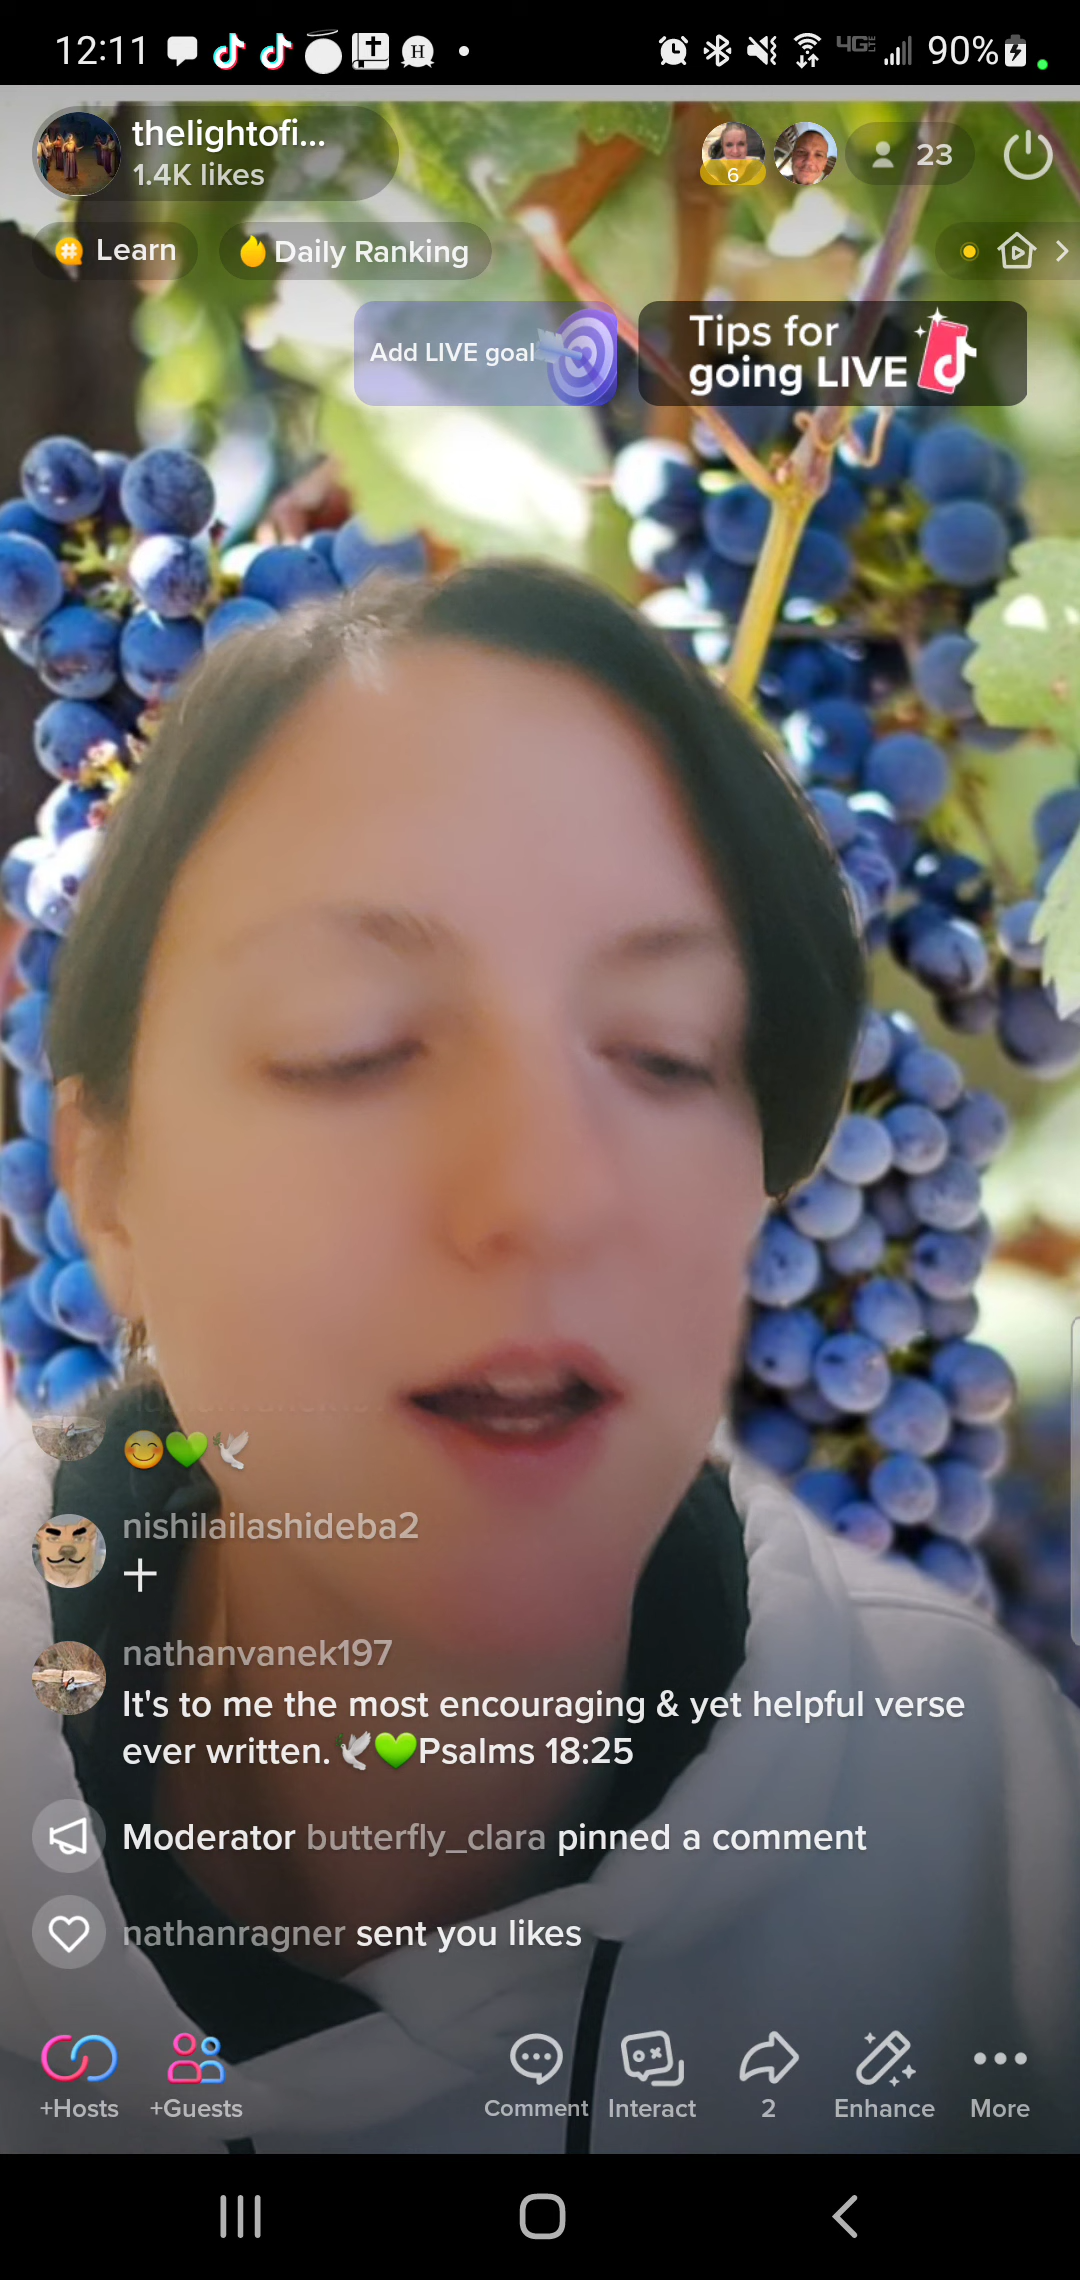 12:11
H
4G LTE
90%
thelightofi...
1.4K likes
6
23
Learn
Daily Ranking
Add LIVE goal
Tips for
going LIVE
😊💚🕊️
nishilailashideba2
+
nathanvanek197
It's to me the most encouraging & yet helpful verse
ever written.🕊️💚Psalms 18:25
Moderator butterfly_clara pinned a comment
nathanragner sent you likes
+Hosts
+Guests
Comment
Interact
2
Enhance
More